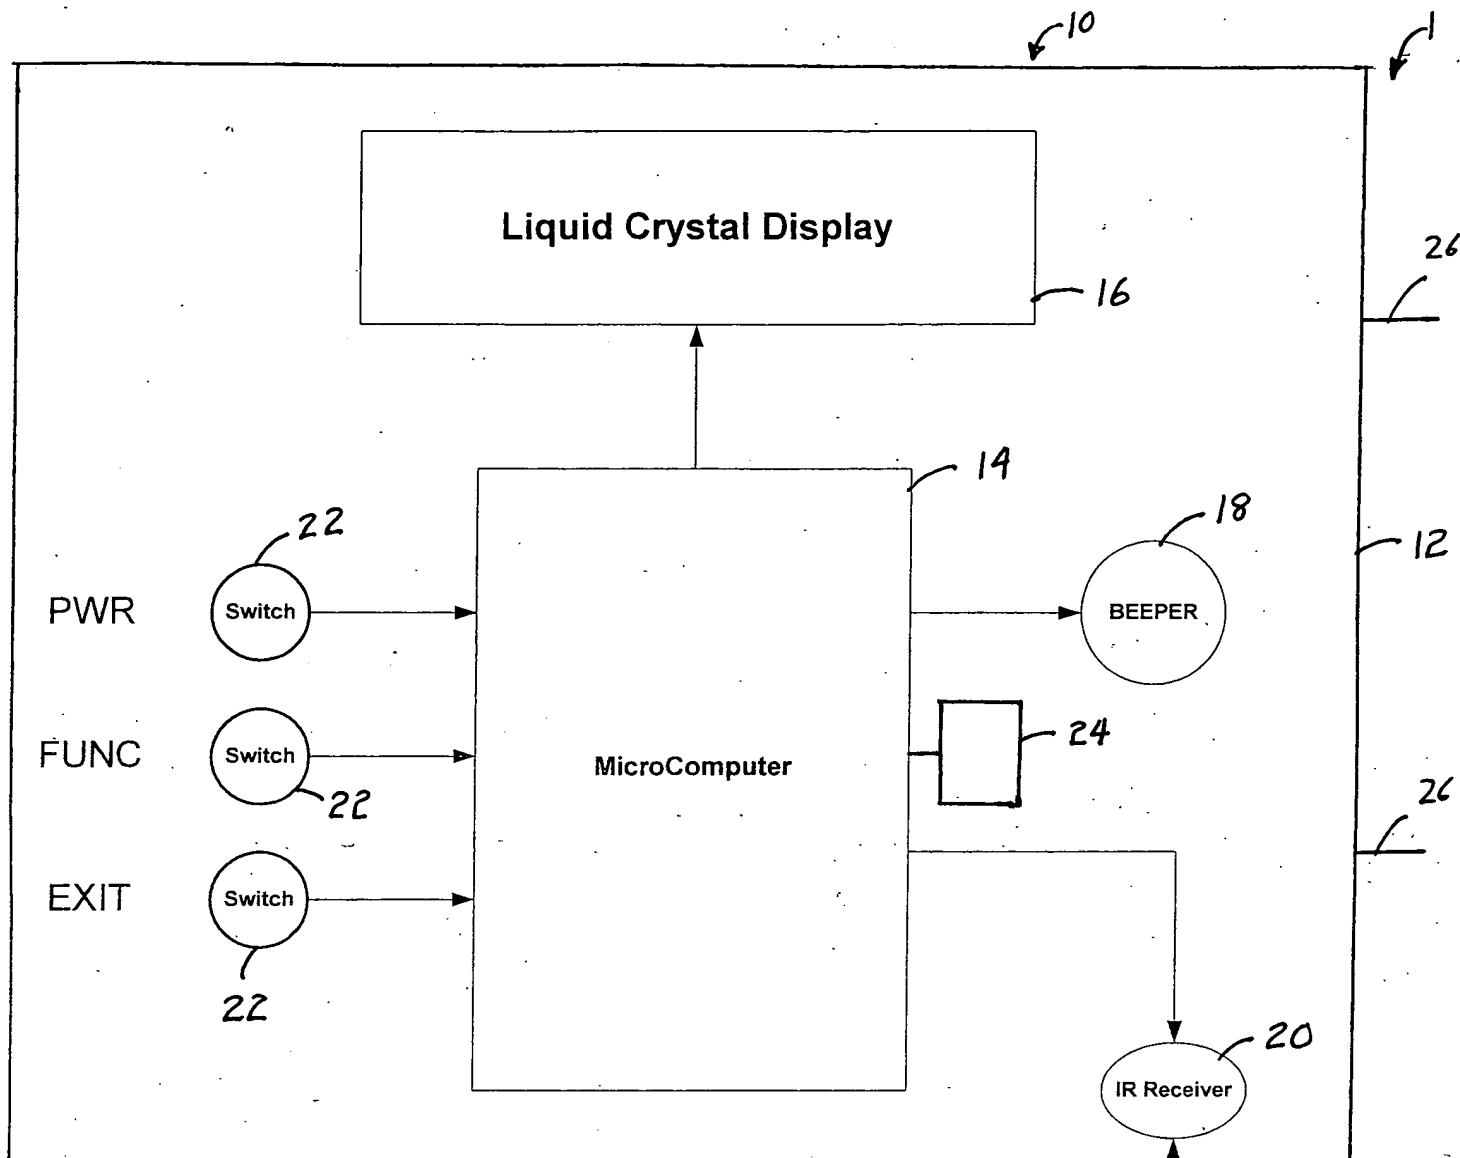 10
1
Liquid Crystal Display
16
26
14
22
18
12
PWR
Switch
BEEPER
FUNC
Switch
24
MicroComputer
22
26
EXIT
Switch
22
20
IR Receiver